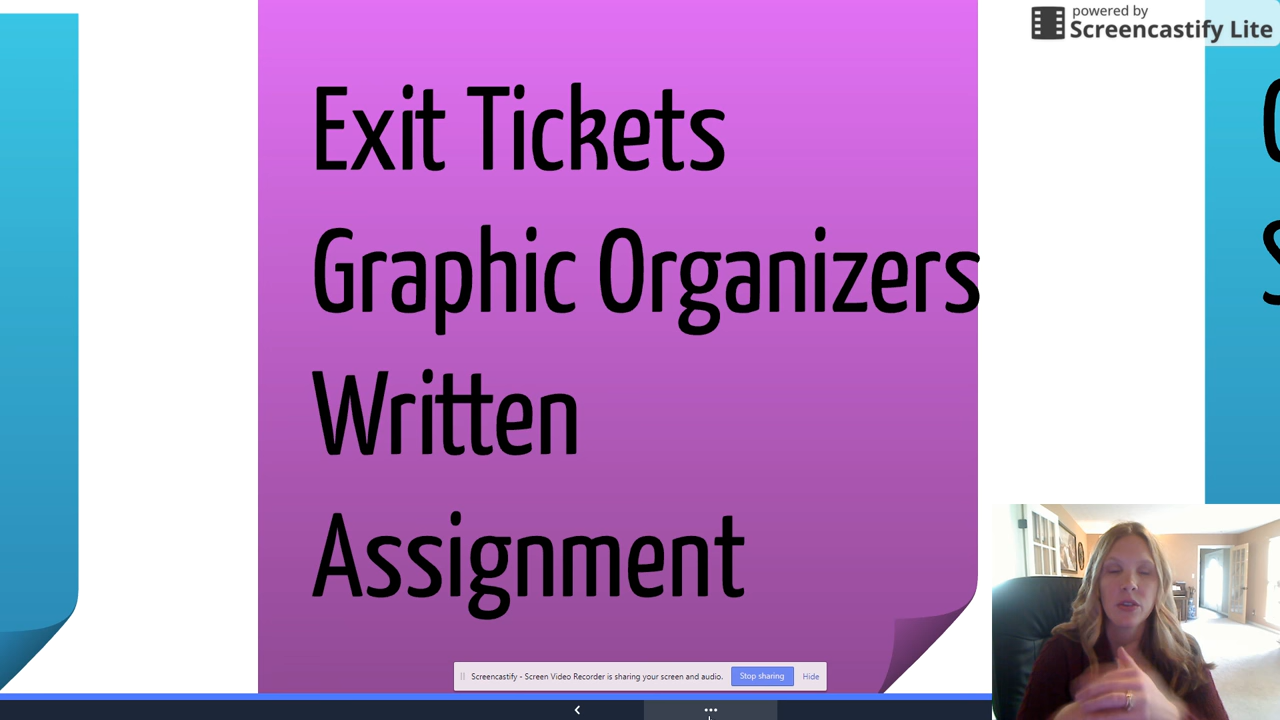 powered by
Screencastify Lite
Exit Tickets
Graphic Organizers
Written
Assignment
Screencastify - Screen Video Recorder is sharing your screen and audio.
Stop sharing
Hide